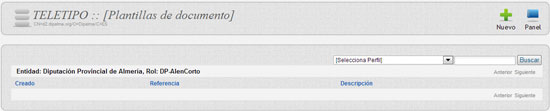 TELETIPO :: [Plantillas de documento]
Nuevo Panel
[Selecciona Perfil] Buscar
Entidad: Diputación Provincial de Almería, Rol: DP-AlenCorto
Anterior Siguiente
Creado Referencia Descripción
Anterior Siguiente